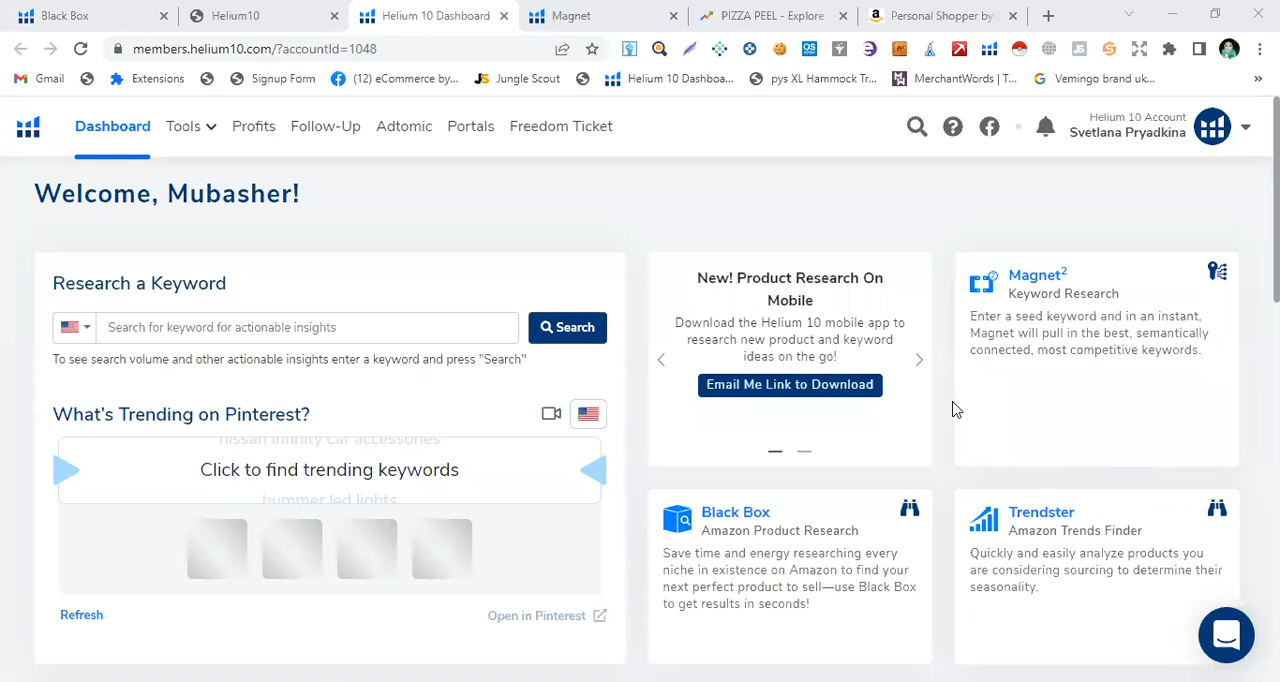 Black Box
Helium10
Helium 10 Dashboard
Magnet
PIZZA PEEL - Explore
Personal Shopper by
members.helium10.com/?accountId=1048
Gmail
Extensions
Signup Form
(12) eCommerce by...
Jungle Scout
Helium 10 Dashboa...
pys XL Hammock Tr...
MerchantWords | T...
Vemingo brand uk...
»
Dashboard
Tools
Profits
Follow-Up
Adtomic
Portals
Freedom Ticket
Helium 10 Account
Svetlana Pryadkina
Welcome, Mubasher!
Research a Keyword
Search for keyword for actionable insights
Search
To see search volume and other actionable insights enter a keyword and press "Search"
What's Trending on Pinterest?
nissan infinity car accessories
Click to find trending keywords
hummer led lights
Refresh
Open in Pinterest
New! Product Research On
Mobile
Download the Helium 10 mobile app to
research new product and keyword
ideas on the go!
Email Me Link to Download
Magnet²
Keyword Research
Enter a seed keyword and in an instant,
Magnet will pull in the best, semantically
connected, most competitive keywords.
Black Box
Amazon Product Research
Save time and energy researching every
niche in existence on Amazon to find your
next perfect product to sell—use Black Box
to get results in seconds!
Trendster
Amazon Trends Finder
Quickly and easily analyze products you
are considering sourcing to determine their
seasonality.